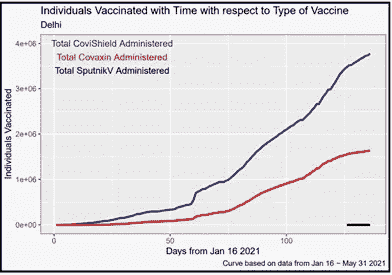 Individuals Vaccinated with Time with respect to Type of Vaccine
Delhi
Total CoviShield Administered
Total Covaxin Administered
Total SputnikV Administered
Individuals Vaccinated
4e+06
3e+06
2e+06
1e+06
0e+00
0
50
100
Days from Jan 16 2021
Curve based on data from Jan 16 ~ May 31 2021